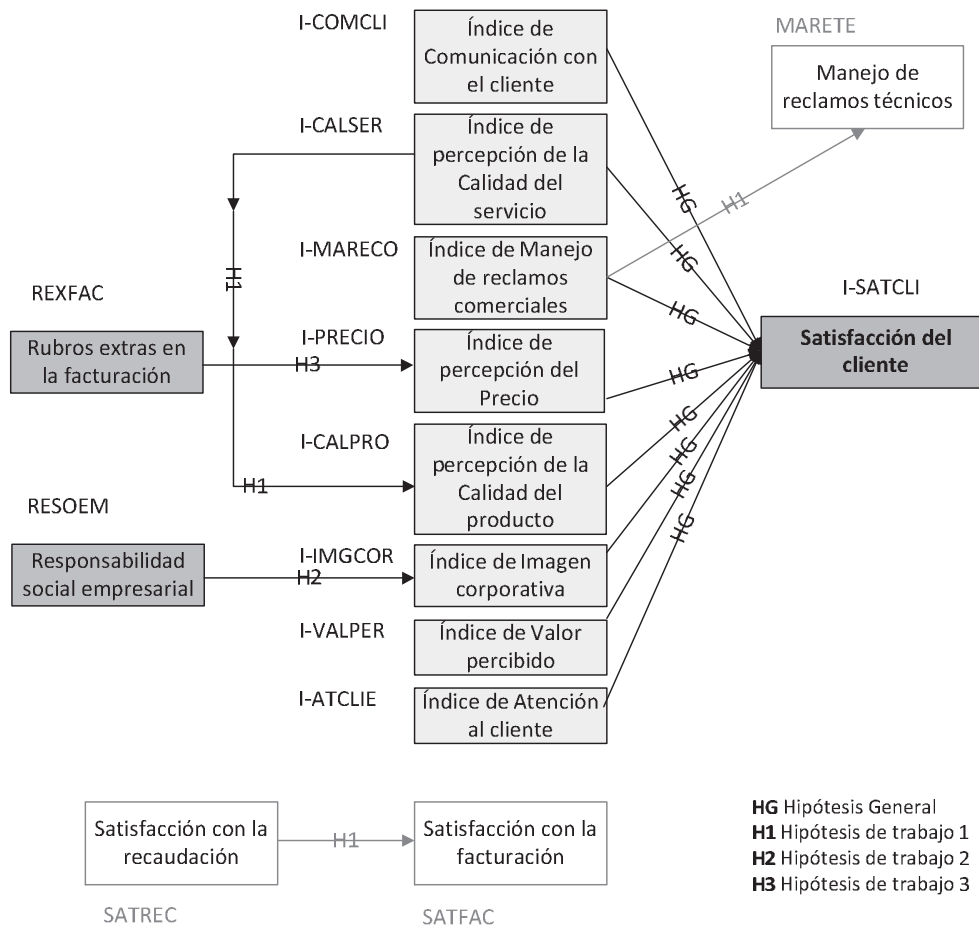 I-COMCLI
Índice de
Comunicación con
el cliente
MARETE
Manejo de
reclamos técnicos
I-CALSER
Índice de
percepción de la
Calidad del
servicio
HG
H1
HG
I-MARECO
Índice de Manejo
de reclamos
comerciales
H1
HG
I-SATCLI
Satisfacción del
cliente
REXFAC
Rubros extras en
la facturación
H3
I-PRECIO
Índice de
percepción del
Precio
HG
HG
I-CALPRO
Índice de
percepción de la
Calidad del
producto
H1
HG
HG
HG
RESOEM
Responsabilidad
social empresarial
H2
I-IMGCOR
Índice de Imagen
corporativa
I-VALPER
Índice de Valor
percibido
I-ATCLIE
Índice de Atención
al cliente
Satisfacción con la
recaudación
SATREC
H1
Satisfacción con la
facturación
SATFAC
HG Hipótesis General
H1 Hipótesis de trabajo 1
H2 Hipótesis de trabajo 2
H3 Hipótesis de trabajo 3